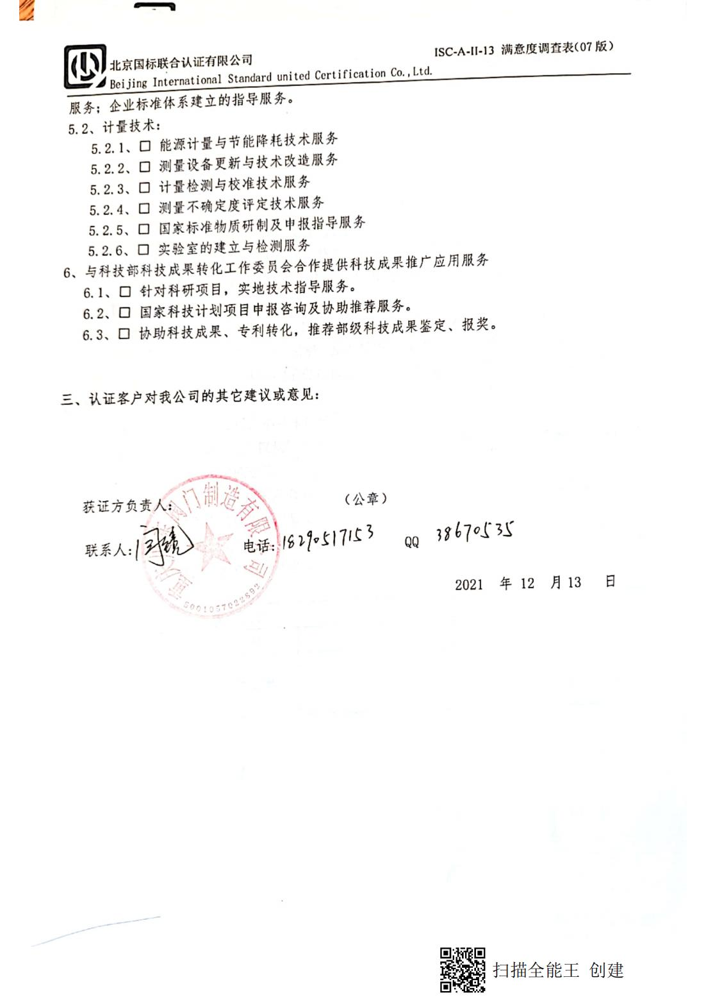 ISC-A-II-13 满意度调查表(07 版)
北京国标联合认证有限公司
Beijing International Standard united Certification Co.,Ltd.
服务；企业标准体系建立的指导服务。
5.2、计量技术：
5.2.1、□ 能源计量与节能降耗技术服务
5.2.2、□ 测量设备更新与技术改造服务
5.2.3、□ 计量检测与校准技术服务
5.2.4、□ 测量不确定度评定技术服务
5.2.5、□ 国家标准物质研制及申报指导服务
5.2.6、□ 实验室的建立与检测服务
6、与科技部科技成果转化工作委员会合作提供科技成果推广应用服务
6.1、□ 针对科研项目，实地技术指导服务。
6.2、□ 国家科技计划项目申报咨询及协助推荐服务。
6.3、□ 协助科技成果、专利转化，推荐部级科技成果鉴定、报奖。
三、认证客户对我公司的其它建议或意见：
获证方负责人： （公章）
阀门制造有限公司
5001057022892
联系人： 电话：18290517153 QQ 38670535
2021 年 12 月 13 日
扫描全能王 创建